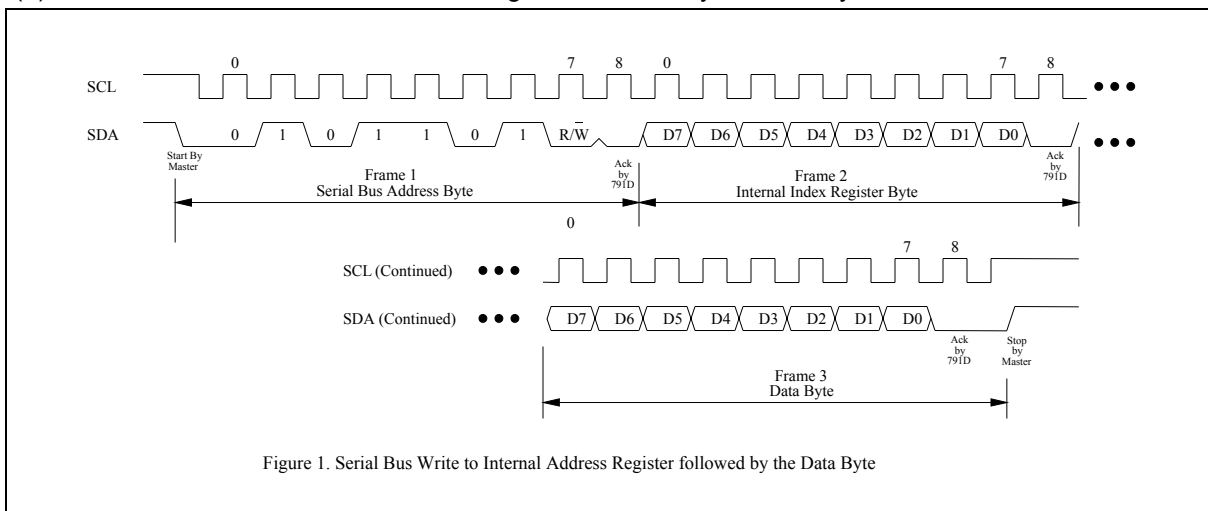 0 7 8 0 7 8
SCL
SDA 0 1 0 1 1 0 1 R/W̅ D7 D6 D5 D4 D3 D2 D1 D0
Start By
Master
Ack
by
791D
Ack
by
791D
Frame 1
Serial Bus Address Byte
Frame 2
Internal Index Register Byte
0
7 8
SCL (Continued)
SDA (Continued) D7 D6 D5 D4 D3 D2 D1 D0
Ack
by
791D
Stop
by
Master
Frame 3
Data Byte
Figure 1. Serial Bus Write to Internal Address Register followed by the Data Byte